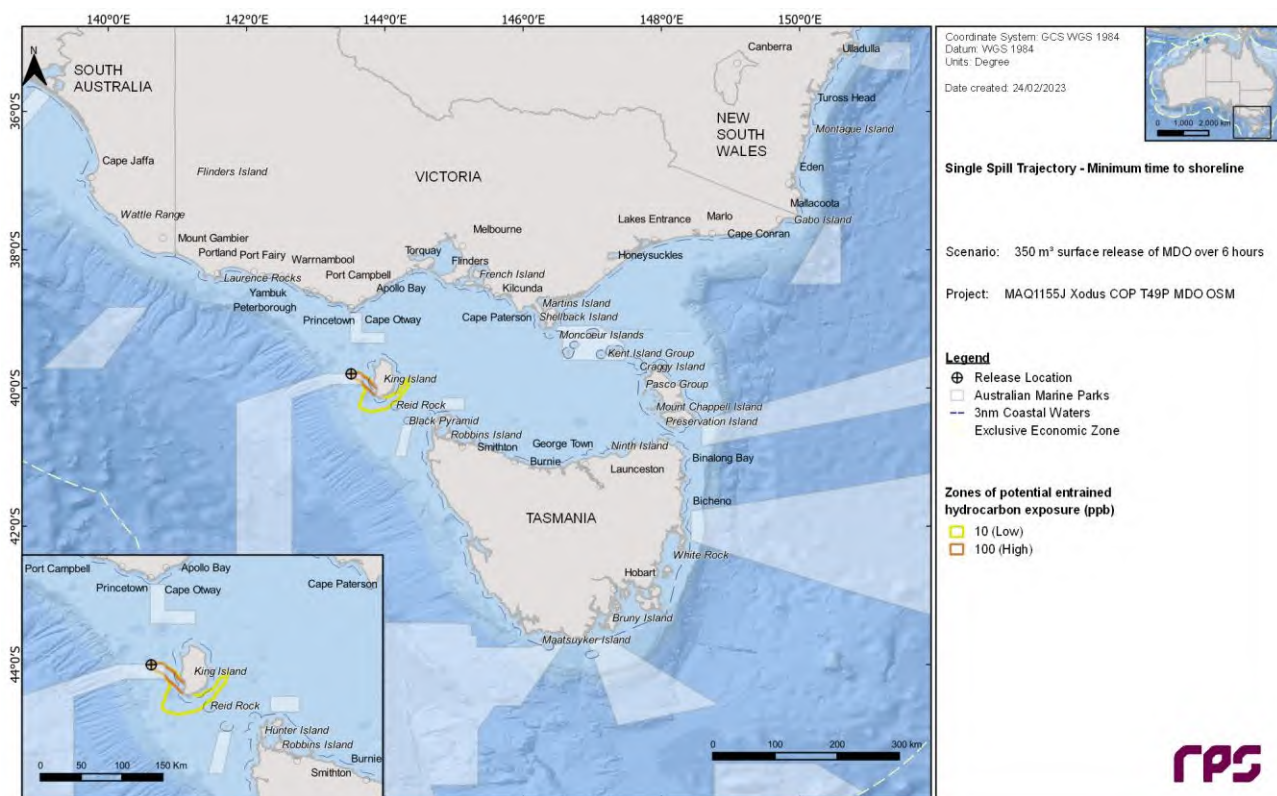 140°0'E 142°0'E 144°0'E 146°0'E 148°0'E 150°0'E
N
SOUTH
AUSTRALIA
Canberra
Ulladulla
36°0'S
Tuross Head
NEW
SOUTH
WALES
Montague Island
Cape Jaffa
Flinders Island
VICTORIA
Eden
Mallacoota
Gabo Island
Wattle Range
Lakes Entrance
Marlo
Cape Conran
Melbourne
Mount Gambier
38°0'S
Portland
Port Fairy
Warrnambool
Torquay
Flinders
Honeysuckles
French Island
Laurence Rocks
Port Campbell
Yambuk
Apollo Bay
Kilcunda
Peterborough
Martins Island
Shellback Island
Princetown
Cape Otway
Cape Paterson
Moncoeur Islands
Kent Island Group
Craggy Island
40°0'S
King Island
Pasco Group
Reid Rock
Mount Chappell Island
Black Pyramid
Preservation Island
Robbins Island
Smithton
George Town
Ninth Island
Burnie
Launceston
Binalong Bay
Bicheno
42°0'S
TASMANIA
White Rock
Hobart
Bruny Island
Maatsuyker Island
44°0'S
0 100 200 300 Km
Port Campbell
Apollo Bay
Princetown
Cape Otway
Cape Paterson
King Island
Reid Rock
Hunter Island
Robbins Island
Burnie
Smithton
0 50 100 150 Km
Coordinate System: GCS WGS 1984
Datum: WGS 1984
Units: Degree
Date created: 24/02/2023
0 1,000 2,000 km
Single Spill Trajectory - Minimum time to shoreline
Scenario: 350 m³ surface release of MDO over 6 hours
Project: MAQ1155J Xodus COP T49P MDO OSM
Legend
Release Location
Australian Marine Parks
3nm Coastal Waters
Exclusive Economic Zone
Zones of potential entrained
hydrocarbon exposure (ppb)
10 (Low)
100 (High)
rps